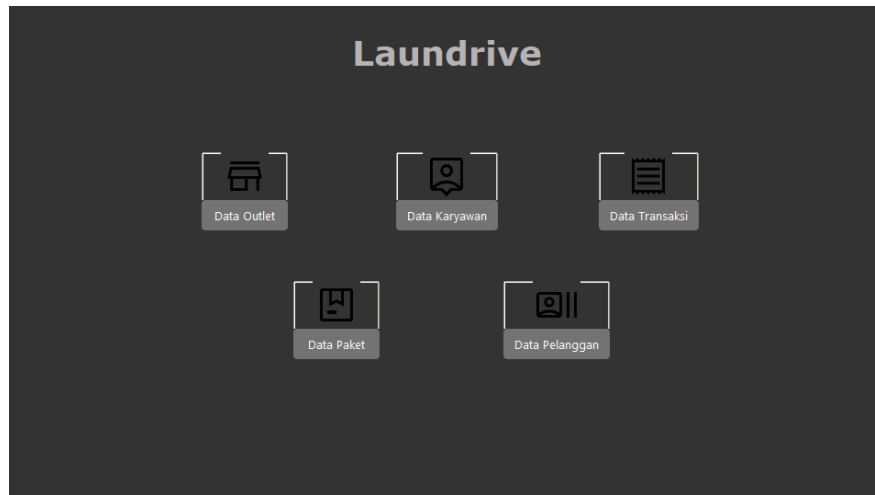 Laundrive
Data Outlet
Data Karyawan
Data Transaksi
Data Paket
Data Pelanggan